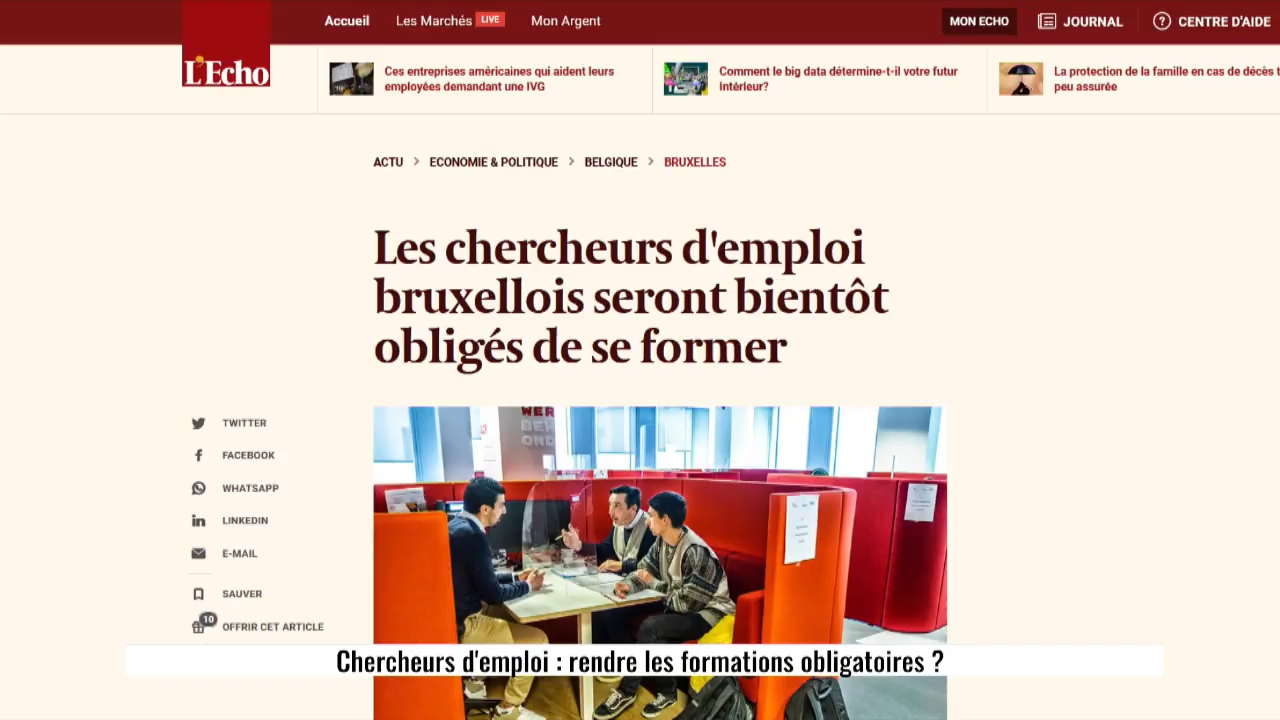 Accueil
Les Marchés LIVE
Mon Argent
MON ECHO
JOURNAL
CENTRE D'AIDE
L'Echo
Ces entreprises américaines qui aident leurs
employées demandant une IVG
Comment le big data détermine-t-il votre futur
intérieur?
La protection de la famille en cas de décès
peu assurée
ACTU > ECONOMIE & POLITIQUE > BELGIQUE > BRUXELLES
Les chercheurs d'emploi
bruxellois seront bientôt
obligés de se former
TWITTER
FACEBOOK
WHATSAPP
LINKEDIN
E-MAIL
SAUVER
10
OFFRIR CET ARTICLE
WER
BEW
OND
Chercheurs d'emploi : rendre les formations obligatoires ?